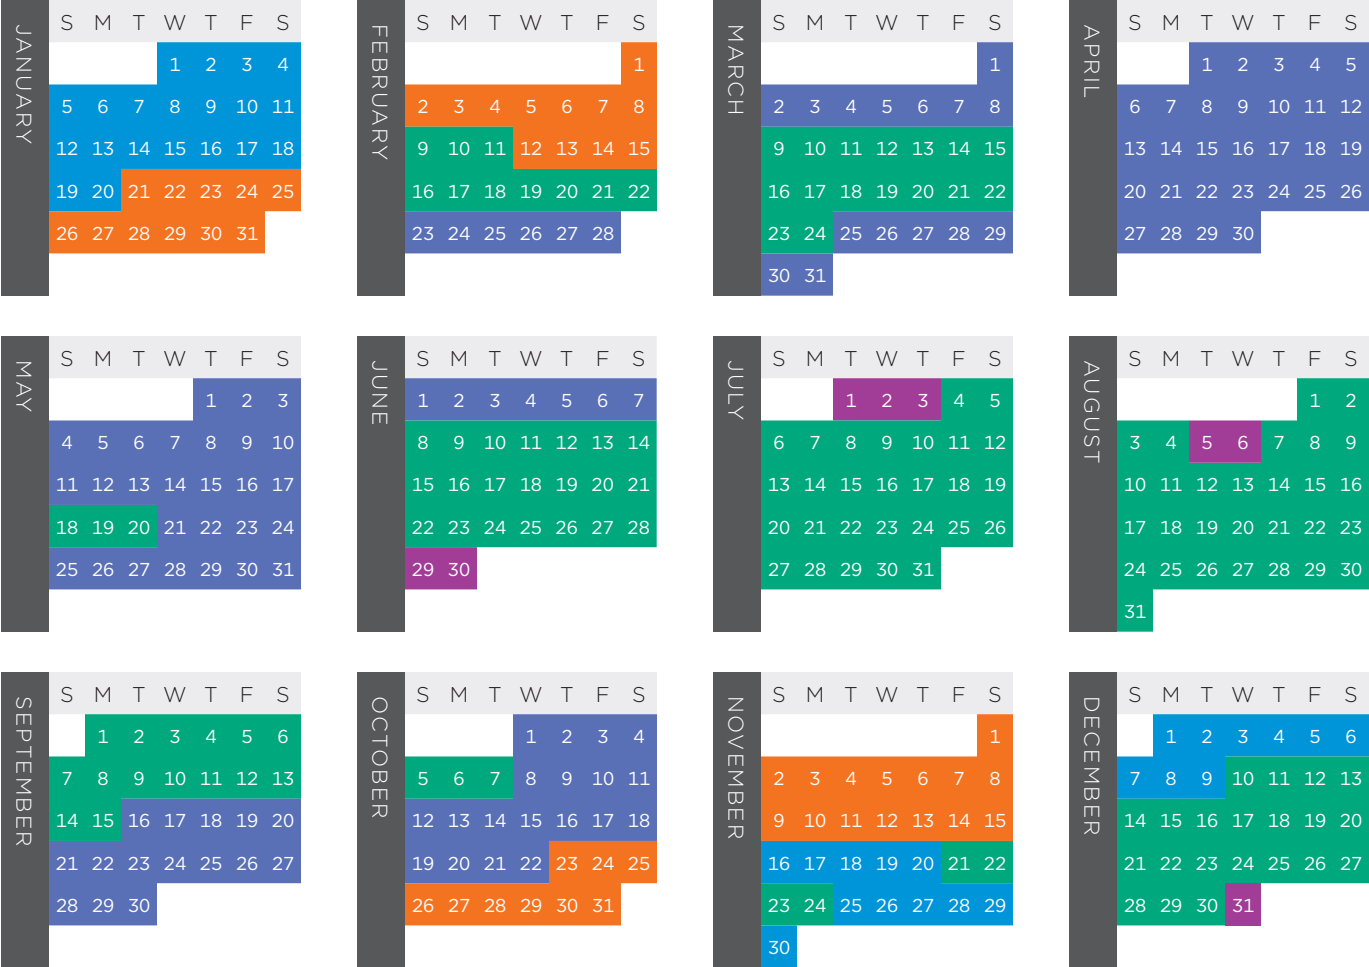 JANUARY
S M T W T F S
1 2 3 4
5 6 7 8 9 10 11
12 13 14 15 16 17 18
19 20 21 22 23 24 25
26 27 28 29 30 31
FEBRUARY
S M T W T F S
1
2 3 4 5 6 7 8
9 10 11 12 13 14 15
16 17 18 19 20 21 22
23 24 25 26 27 28
MARCH
S M T W T F S
1
2 3 4 5 6 7 8
9 10 11 12 13 14 15
16 17 18 19 20 21 22
23 24 25 26 27 28 29
30 31
APRIL
S M T W T F S
1 2 3 4 5
6 7 8 9 10 11 12
13 14 15 16 17 18 19
20 21 22 23 24 25 26
27 28 29 30
MAY
S M T W T F S
1 2 3
4 5 6 7 8 9 10
11 12 13 14 15 16 17
18 19 20 21 22 23 24
25 26 27 28 29 30 31
JUNE
S M T W T F S
1 2 3 4 5 6 7
8 9 10 11 12 13 14
15 16 17 18 19 20 21
22 23 24 25 26 27 28
29 30
JULY
S M T W T F S
1 2 3 4 5
6 7 8 9 10 11 12
13 14 15 16 17 18 19
20 21 22 23 24 25 26
27 28 29 30 31
AUGUST
S M T W T F S
1 2
3 4 5 6 7 8 9
10 11 12 13 14 15 16
17 18 19 20 21 22 23
24 25 26 27 28 29 30
31
SEPTEMBER
S M T W T F S
1 2 3 4 5 6
7 8 9 10 11 12 13
14 15 16 17 18 19 20
21 22 23 24 25 26 27
28 29 30
OCTOBER
S M T W T F S
1 2 3 4
5 6 7 8 9 10 11
12 13 14 15 16 17 18
19 20 21 22 23 24 25
26 27 28 29 30 31
NOVEMBER
S M T W T F S
1
2 3 4 5 6 7 8
9 10 11 12 13 14 15
16 17 18 19 20 21 22
23 24 25 26 27 28 29
30
DECEMBER
S M T W T F S
1 2 3 4 5 6
7 8 9 10 11 12 13
14 15 16 17 18 19 20
21 22 23 24 25 26 27
28 29 30 31